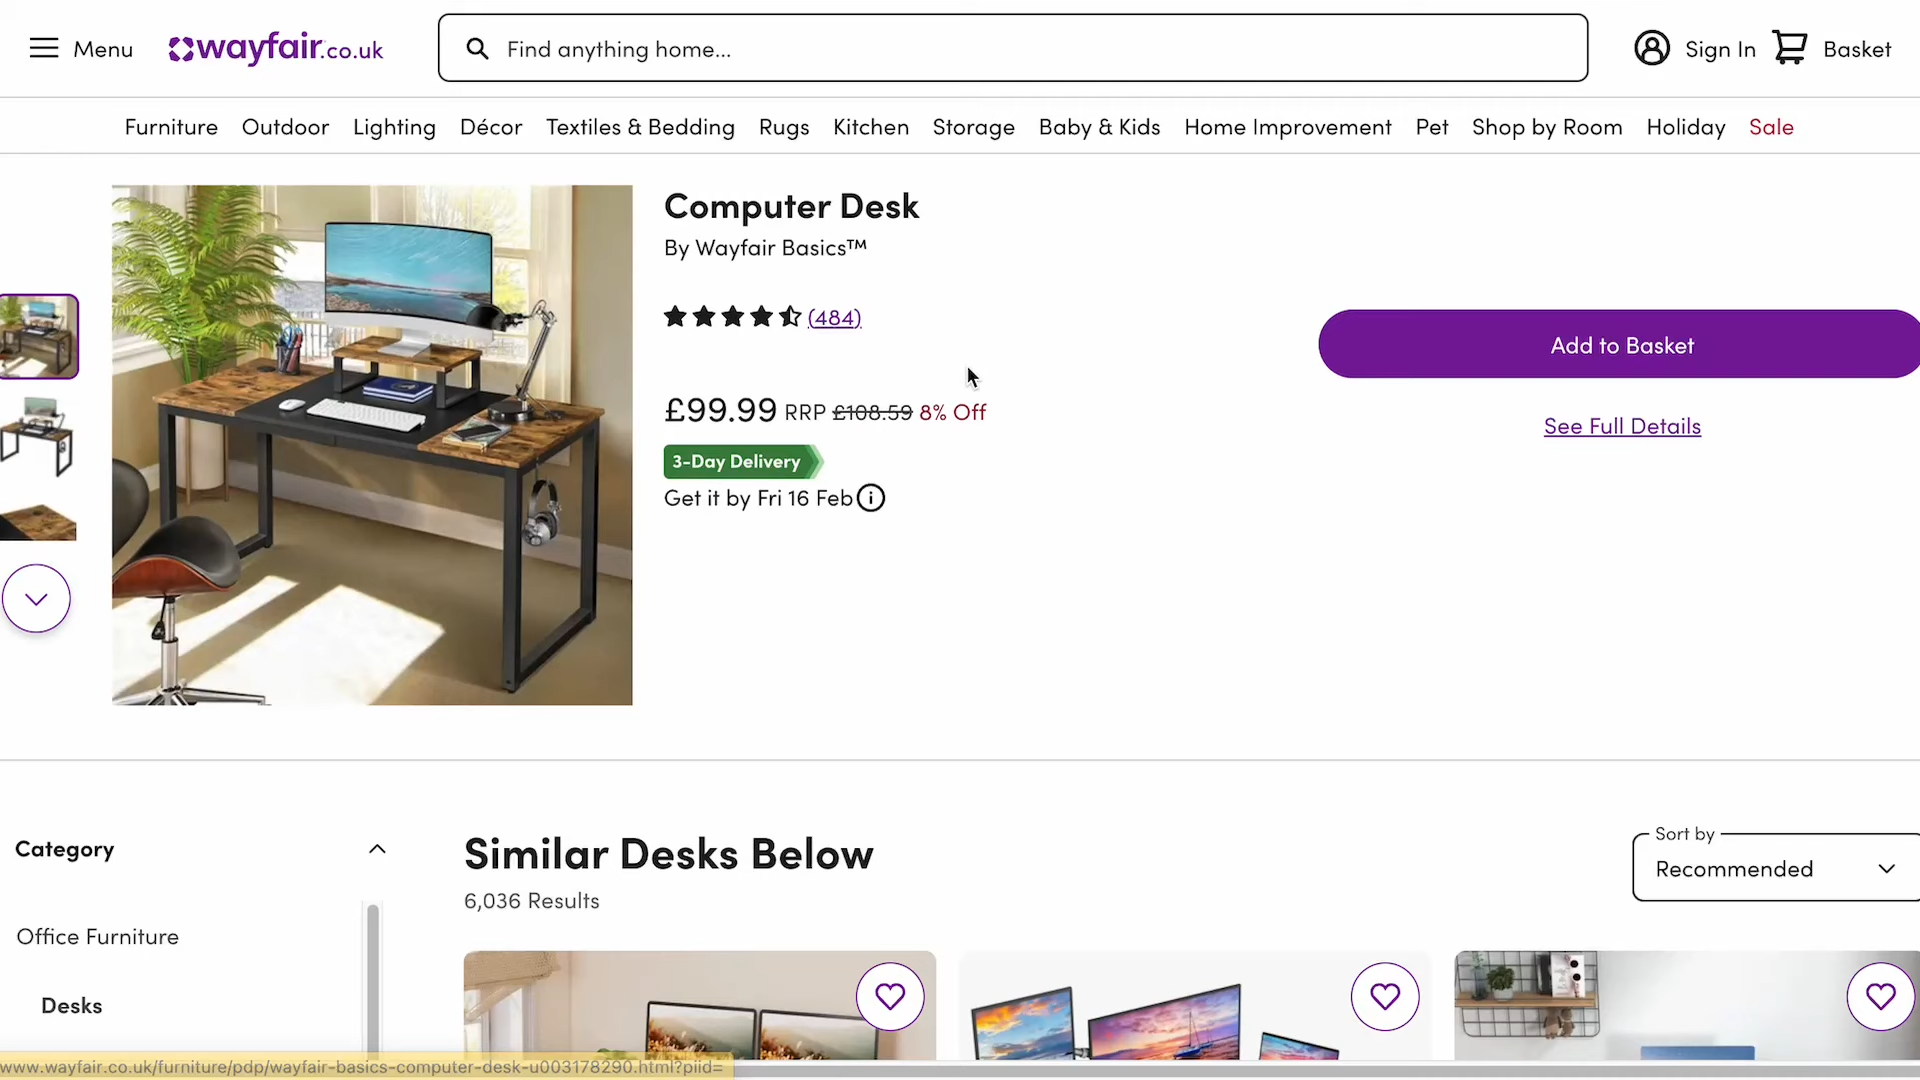 Menu
wayfair.co.uk
Find anything home...
Sign In
Basket
Furniture
Outdoor
Lighting
Décor
Textiles & Bedding
Rugs
Kitchen
Storage
Baby & Kids
Home Improvement
Pet
Shop by Room
Holiday
Sale
Computer Desk
By Wayfair Basics™
(484)
£99.99 RRP £108.59 8% Off
3-Day Delivery
Get it by Fri 16 Feb
Add to Basket
See Full Details
Category
Office Furniture
Desks
Similar Desks Below
6,036 Results
Sort by
Recommended
www.wayfair.co.uk/furniture/pdp/wayfair-basics-computer-desk-u003178290.html?piid=